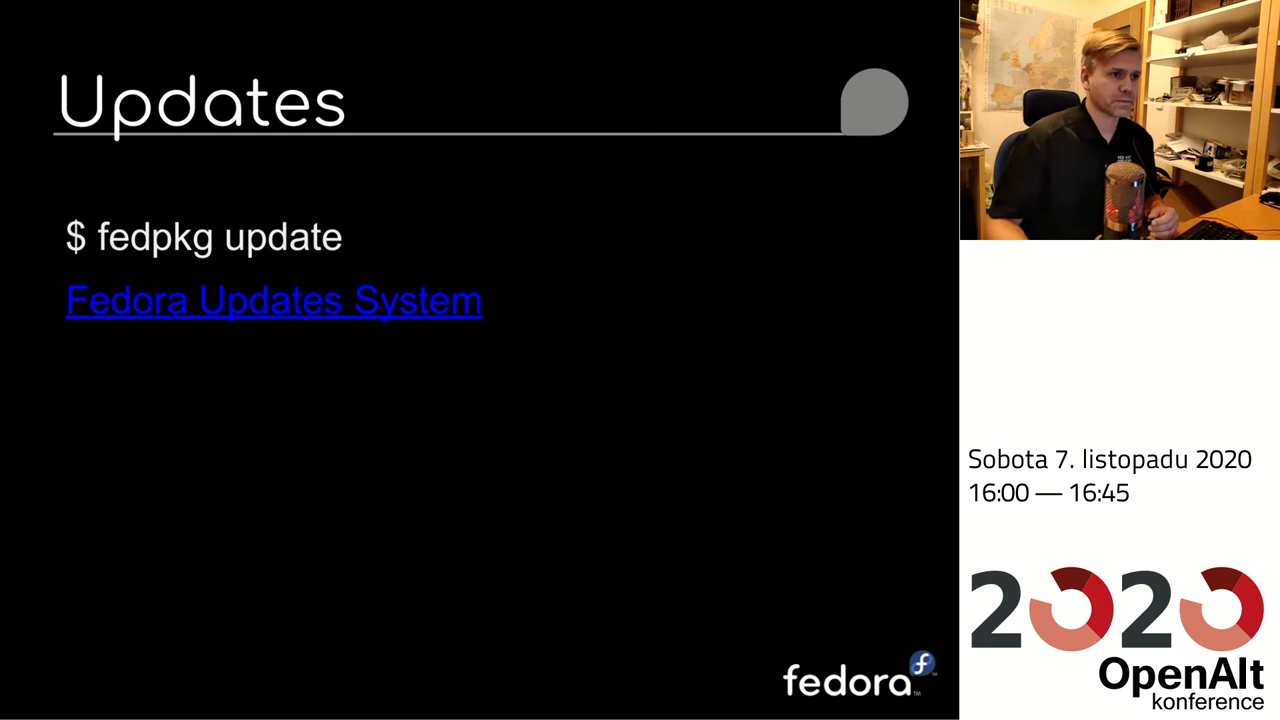 Updates
$ fedpkg update
Fedora Updates System
fedora
Sobota 7. listopadu 2020
16:00 — 16:45
2020
OpenAlt
konference